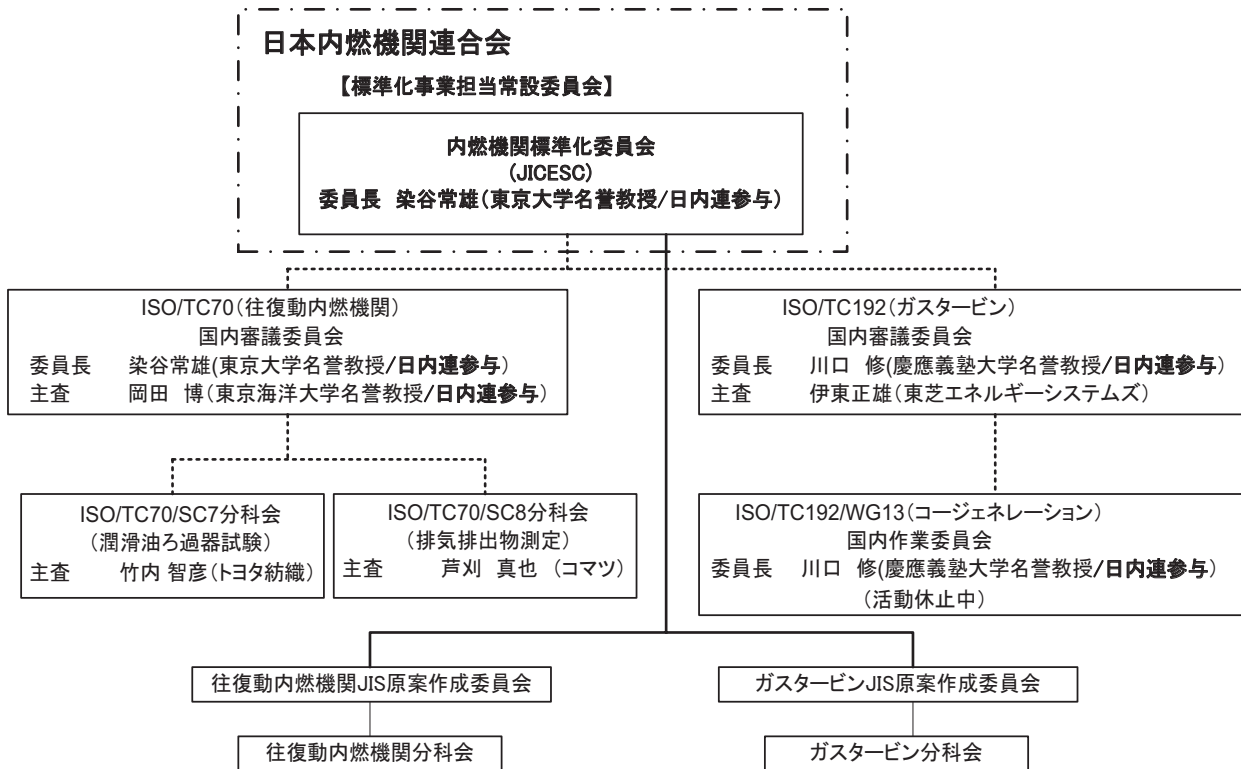 日本内燃機関連合会
【標準化事業担当常設委員会】
内燃機関標準化委員会
(JICESC)
委員長 染谷常雄(東京大学名誉教授/日内連参与)
ISO/TC70(往復動内燃機関)
国内審議委員会
委員長 染谷常雄(東京大学名誉教授/日内連参与)
主査 岡田 博(東京海洋大学名誉教授/日内連参与)
ISO/TC192(ガスタービン)
国内審議委員会
委員長 川口 修(慶應義塾大学名誉教授/日内連参与)
主査 伊東正雄(東芝エネルギーシステムズ)
ISO/TC70/SC7分科会
(潤滑油ろ過器試験)
主査 竹内 智彦(トヨタ紡織)
ISO/TC70/SC8分科会
(排気排出物測定)
主査 芦刈 真也 (コマツ)
ISO/TC192/WG13(コージェネレーション)
国内作業委員会
委員長 川口 修(慶應義塾大学名誉教授/日内連参与)
(活動休止中)
往復動内燃機関JIS原案作成委員会
ガスタービンJIS原案作成委員会
往復動内燃機関分科会
ガスタービン分科会